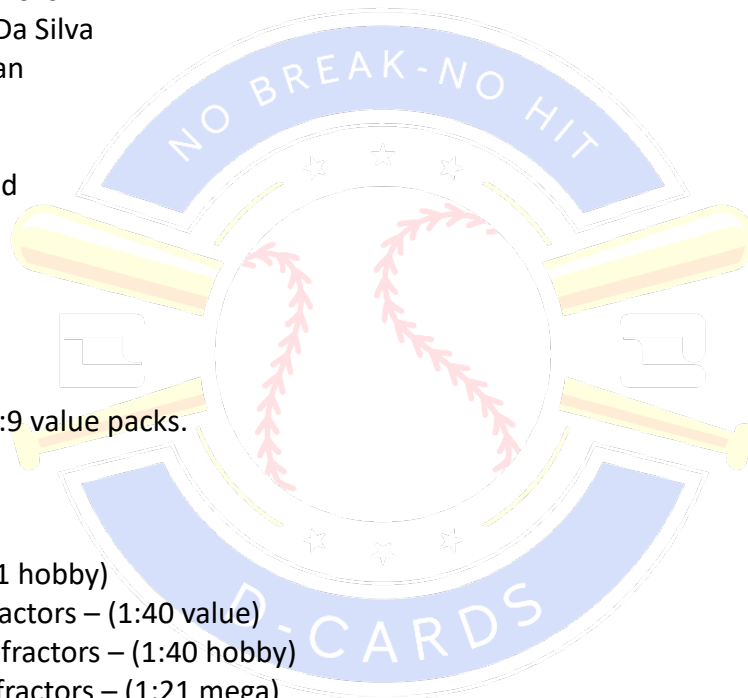 Da Silva
an
NO BREAK-NO HIT
d
:9 value packs.
1 hobby)
actors – (1:40 value)
fractors – (1:40 hobby)
fractors – (1:21 mega)
D-CARDS